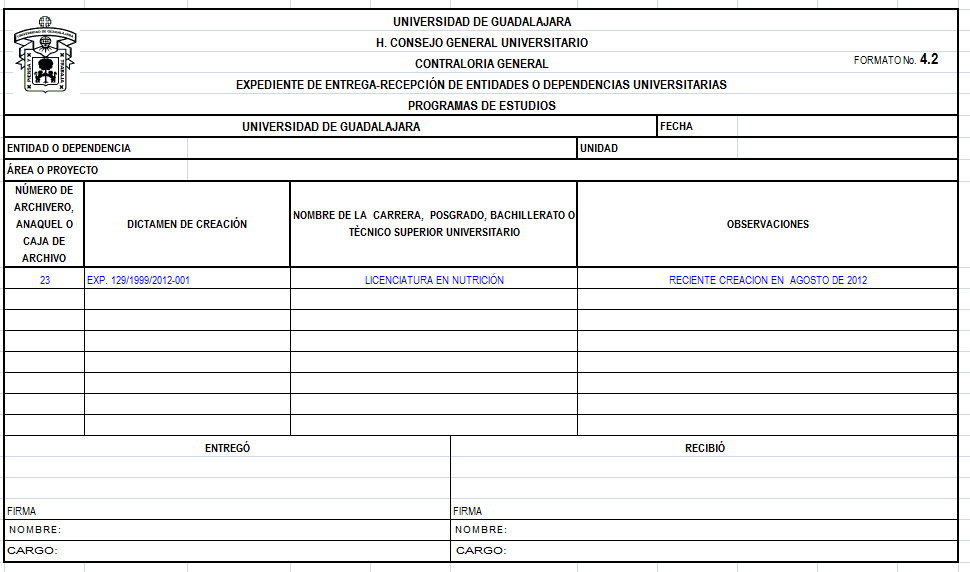 UNIVERSIDAD DE GUADALAJARA
H. CONSEJO GENERAL UNIVERSITARIO
CONTRALORIA GENERAL
FORMATO No. 4.2
EXPEDIENTE DE ENTREGA-RECEPCIÓN DE ENTIDADES O DEPENDENCIAS UNIVERSITARIAS
PROGRAMAS DE ESTUDIOS
UNIVERSIDAD DE GUADALAJARA
FECHA
ENTIDAD O DEPENDENCIA
UNIDAD
ÁREA O PROYECTO
NÚMERO DE
ARCHIVERO,
ANAQUEL O
CAJA DE
ARCHIVO
DICTAMEN DE CREACIÓN
NOMBRE DE LA CARRERA, POSGRADO, BACHILLERATO O
TÈCNICO SUPERIOR UNIVERSITARIO
OBSERVACIONES
23
EXP. 129/1999/2012-001
LICENCIATURA EN NUTRICIÓN
RECIENTE CREACION EN AGOSTO DE 2012
ENTREGÓ
RECIBIÓ
FIRMA
FIRMA
NOMBRE:
NOMBRE:
CARGO:
CARGO: